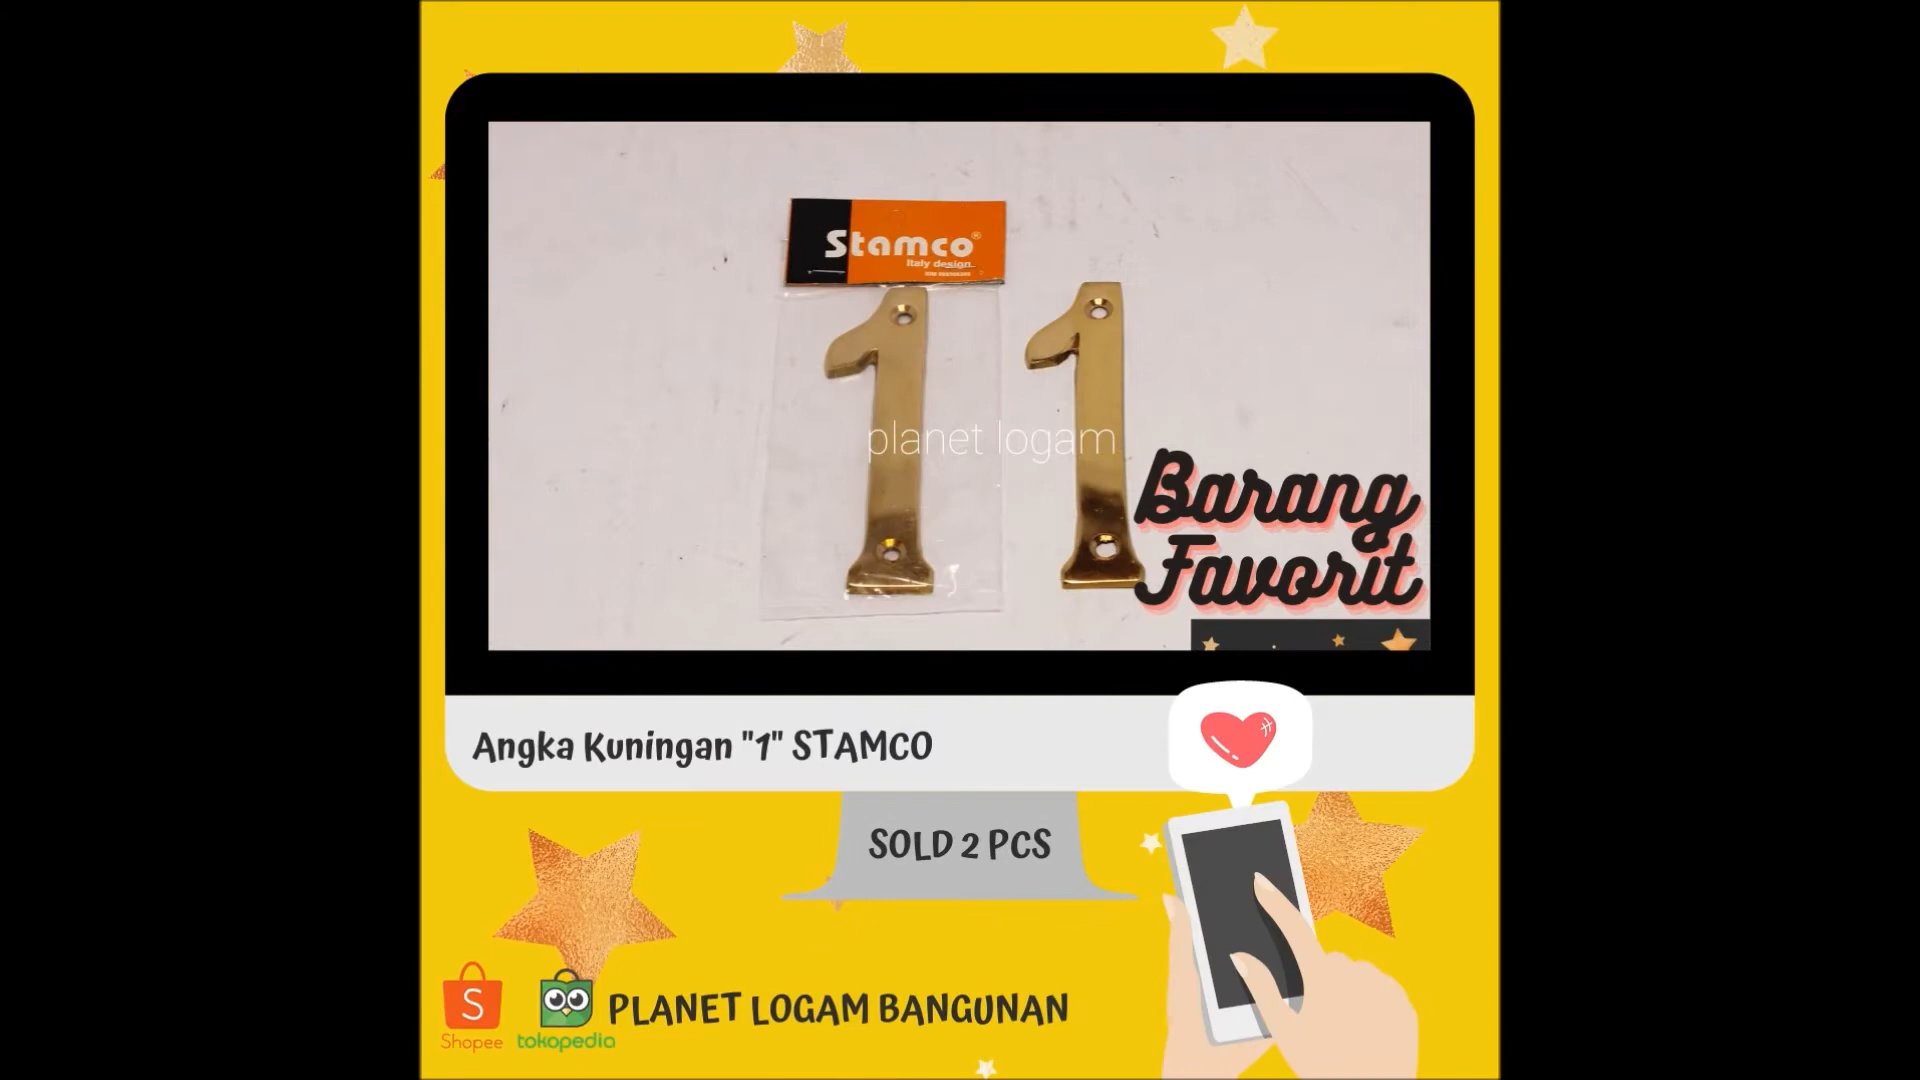 Stamco®
Italy design.
planet logam
Barang
Favorit
Angka Kuningan "1" STAMCO
SOLD 2 PCS
S
Shopee
tokopedia
PLANET LOGAM BANGUNAN